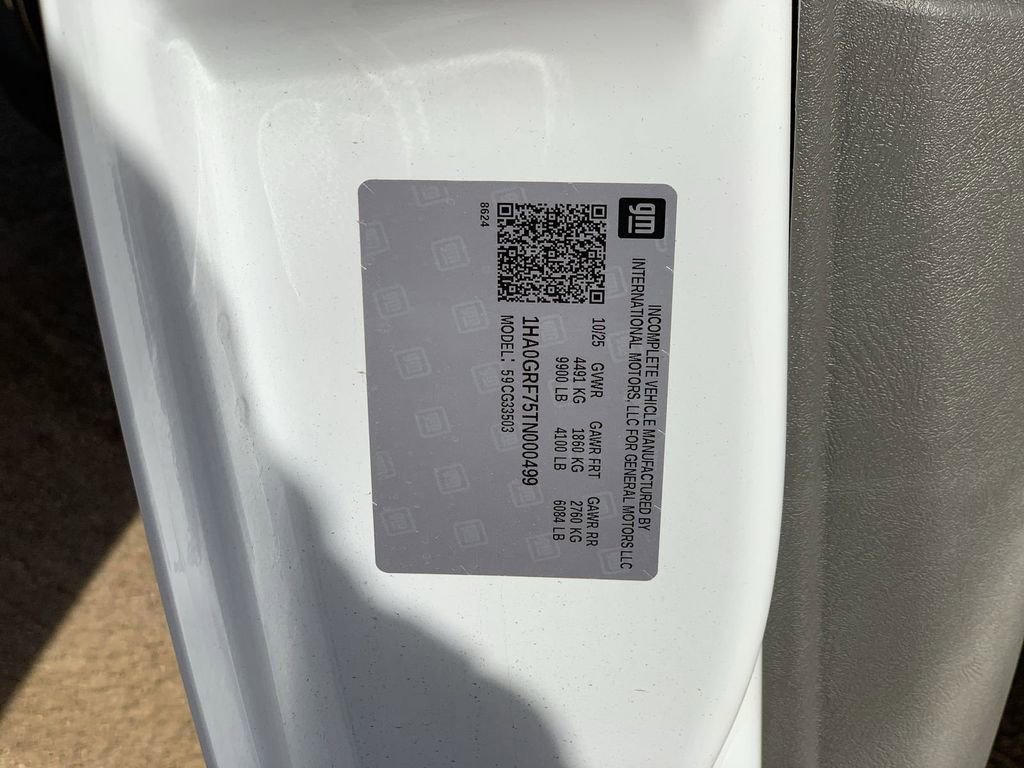 gm
INCOMPLETE VEHICLE MANUFACTURED BY
INTERNATIONAL MOTORS, LLC FOR GENERAL MOTORS LLC
10/25 GVWR GAWR FRT GAWR RR
4491 KG 1860 KG 2760 KG
9900 LB 4100 LB 6084 LB
1HA0GRF75TN000499
MODEL: 59CG33503
8624